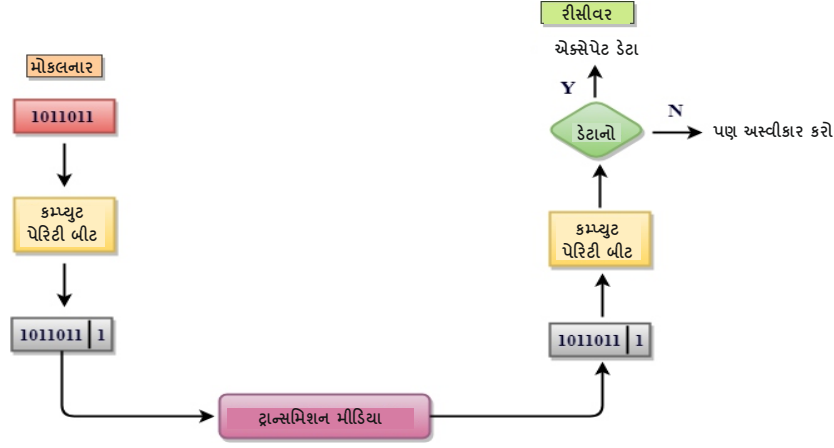 મોકલનાર
1011011
કમ્પ્યુટ
પેરિટી બીટ
1011011 | 1
ટ્રાન્સમિશન મીડિયા
રીસીવર
એક્સેપેટ ડેટા
Y
N
ડેટાનો
પણ અસ્વીકાર કરો
કમ્પ્યુટ
પેરિટી બીટ
1011011 | 1